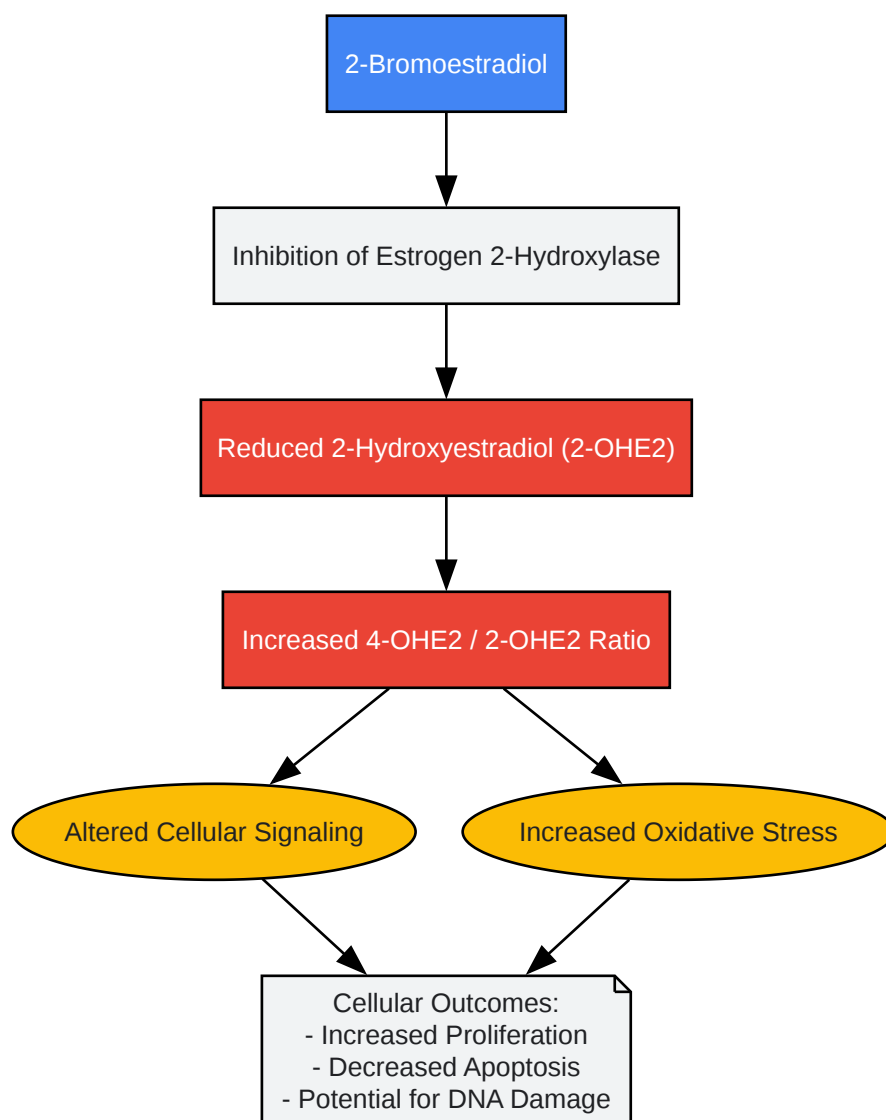 2-Bromoestradiol
Inhibition of Estrogen 2-Hydroxylase
Reduced 2-Hydroxyestradiol (2-OHE2)
Increased 4-OHE2 / 2-OHE2 Ratio
Altered Cellular Signaling
Increased Oxidative Stress
Cellular Outcomes:
- Increased Proliferation
- Decreased Apoptosis
- Potential for DNA Damage